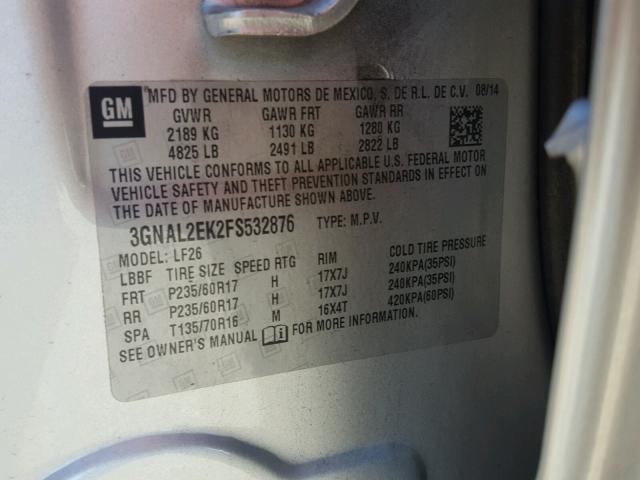 GM
*MFD BY GENERAL MOTORS DE MEXICO, S. DE R.L. DE C.V. 08/14
GVWR GAWR FRT GAWR RR
2189 KG 1130 KG 1280 KG
4825 LB 2491 LB 2822 LB
THIS VEHICLE CONFORMS TO ALL APPLICABLE U.S. FEDERAL MOTOR
VEHICLE SAFETY AND THEFT PREVENTION STANDARDS IN EFFECT ON
THE DATE OF MANUFACTURE SHOWN ABOVE.
3GNAL2EK2FS532876 TYPE: M.P.V.
MODEL: LF26
LBBF TIRE SIZE SPEED RTG RIM COLD TIRE PRESSURE
FRT P235/60R17 H 17X7J 240KPA(35PSI)
RR P235/60R17 H 17X7J 240KPA(35PSI)
SPA T135/70R16 M 16X4T 420KPA(60PSI)
SEE OWNER'S MANUAL FOR MORE INFORMATION.